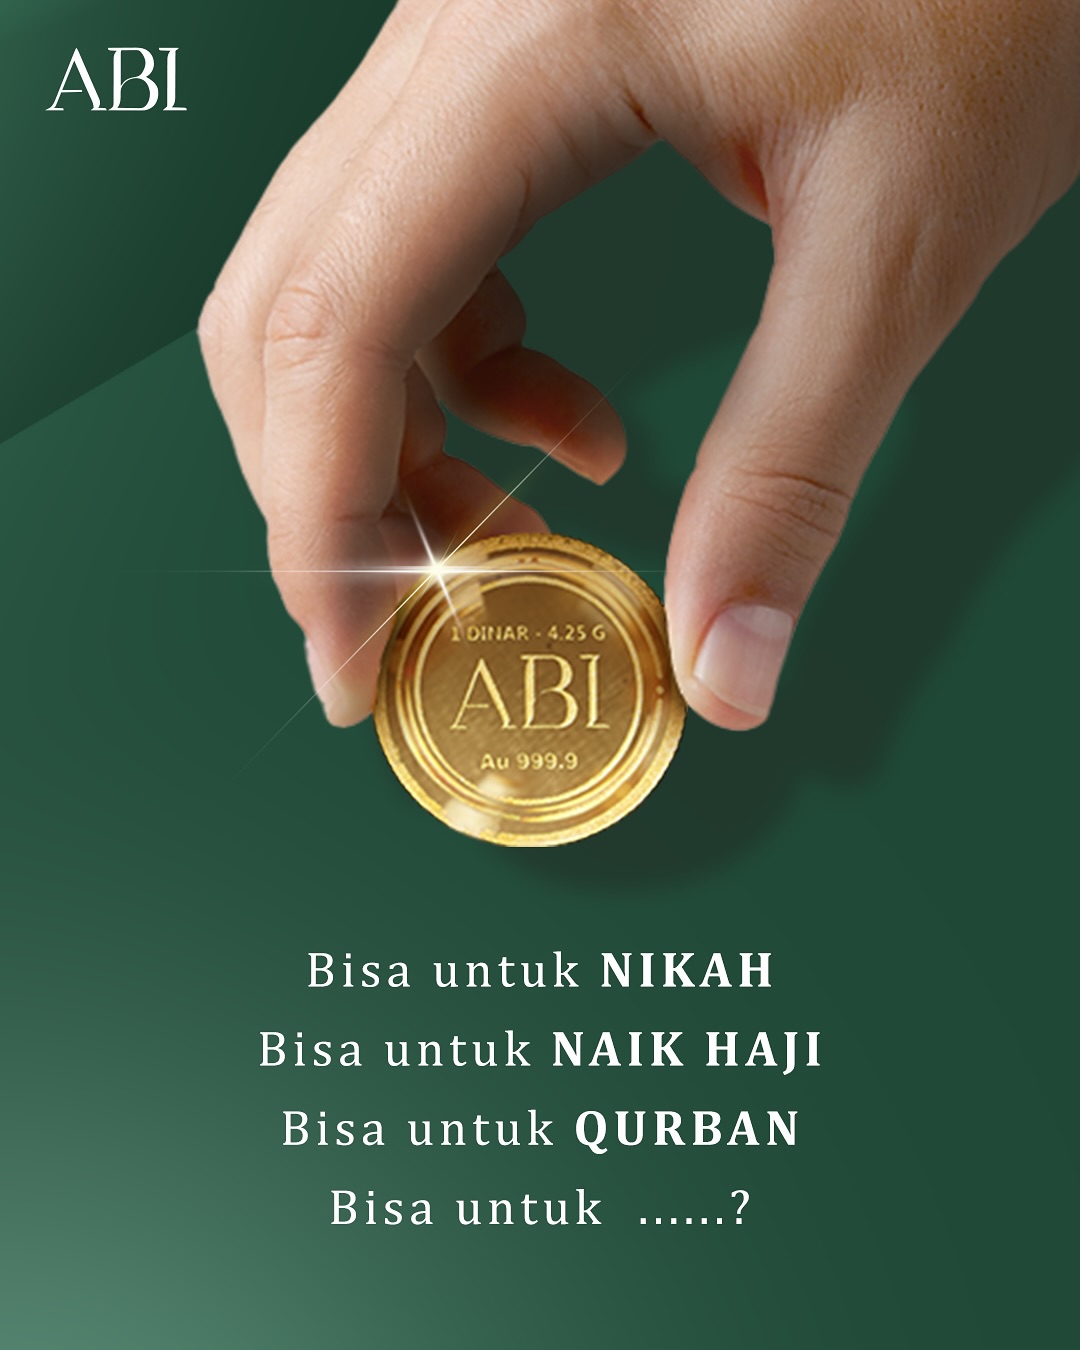 ABI
1 DINAR - 4.25 G
ABI
Au 999.9
Bisa untuk NIKAH
Bisa untuk NAIK HAJI
Bisa untuk QURBAN
Bisa untuk ......?